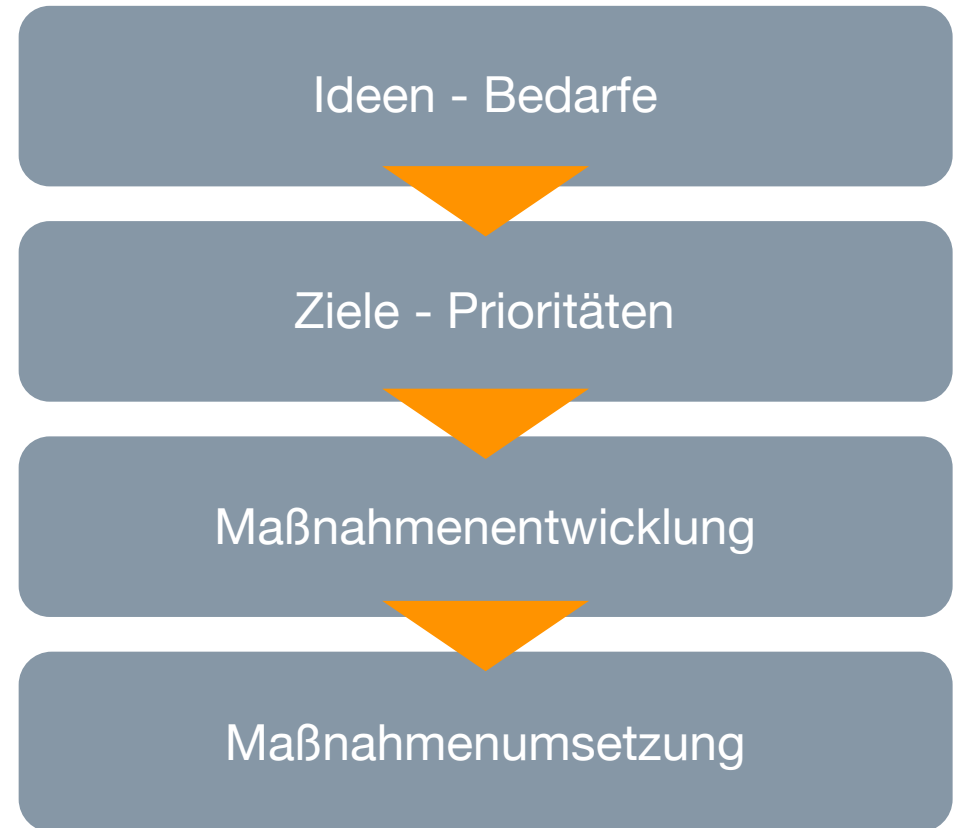 Ideen - Bedarfe
Ziele - Prioritäten
Maßnahmenentwicklung
Maßnahmenumsetzung